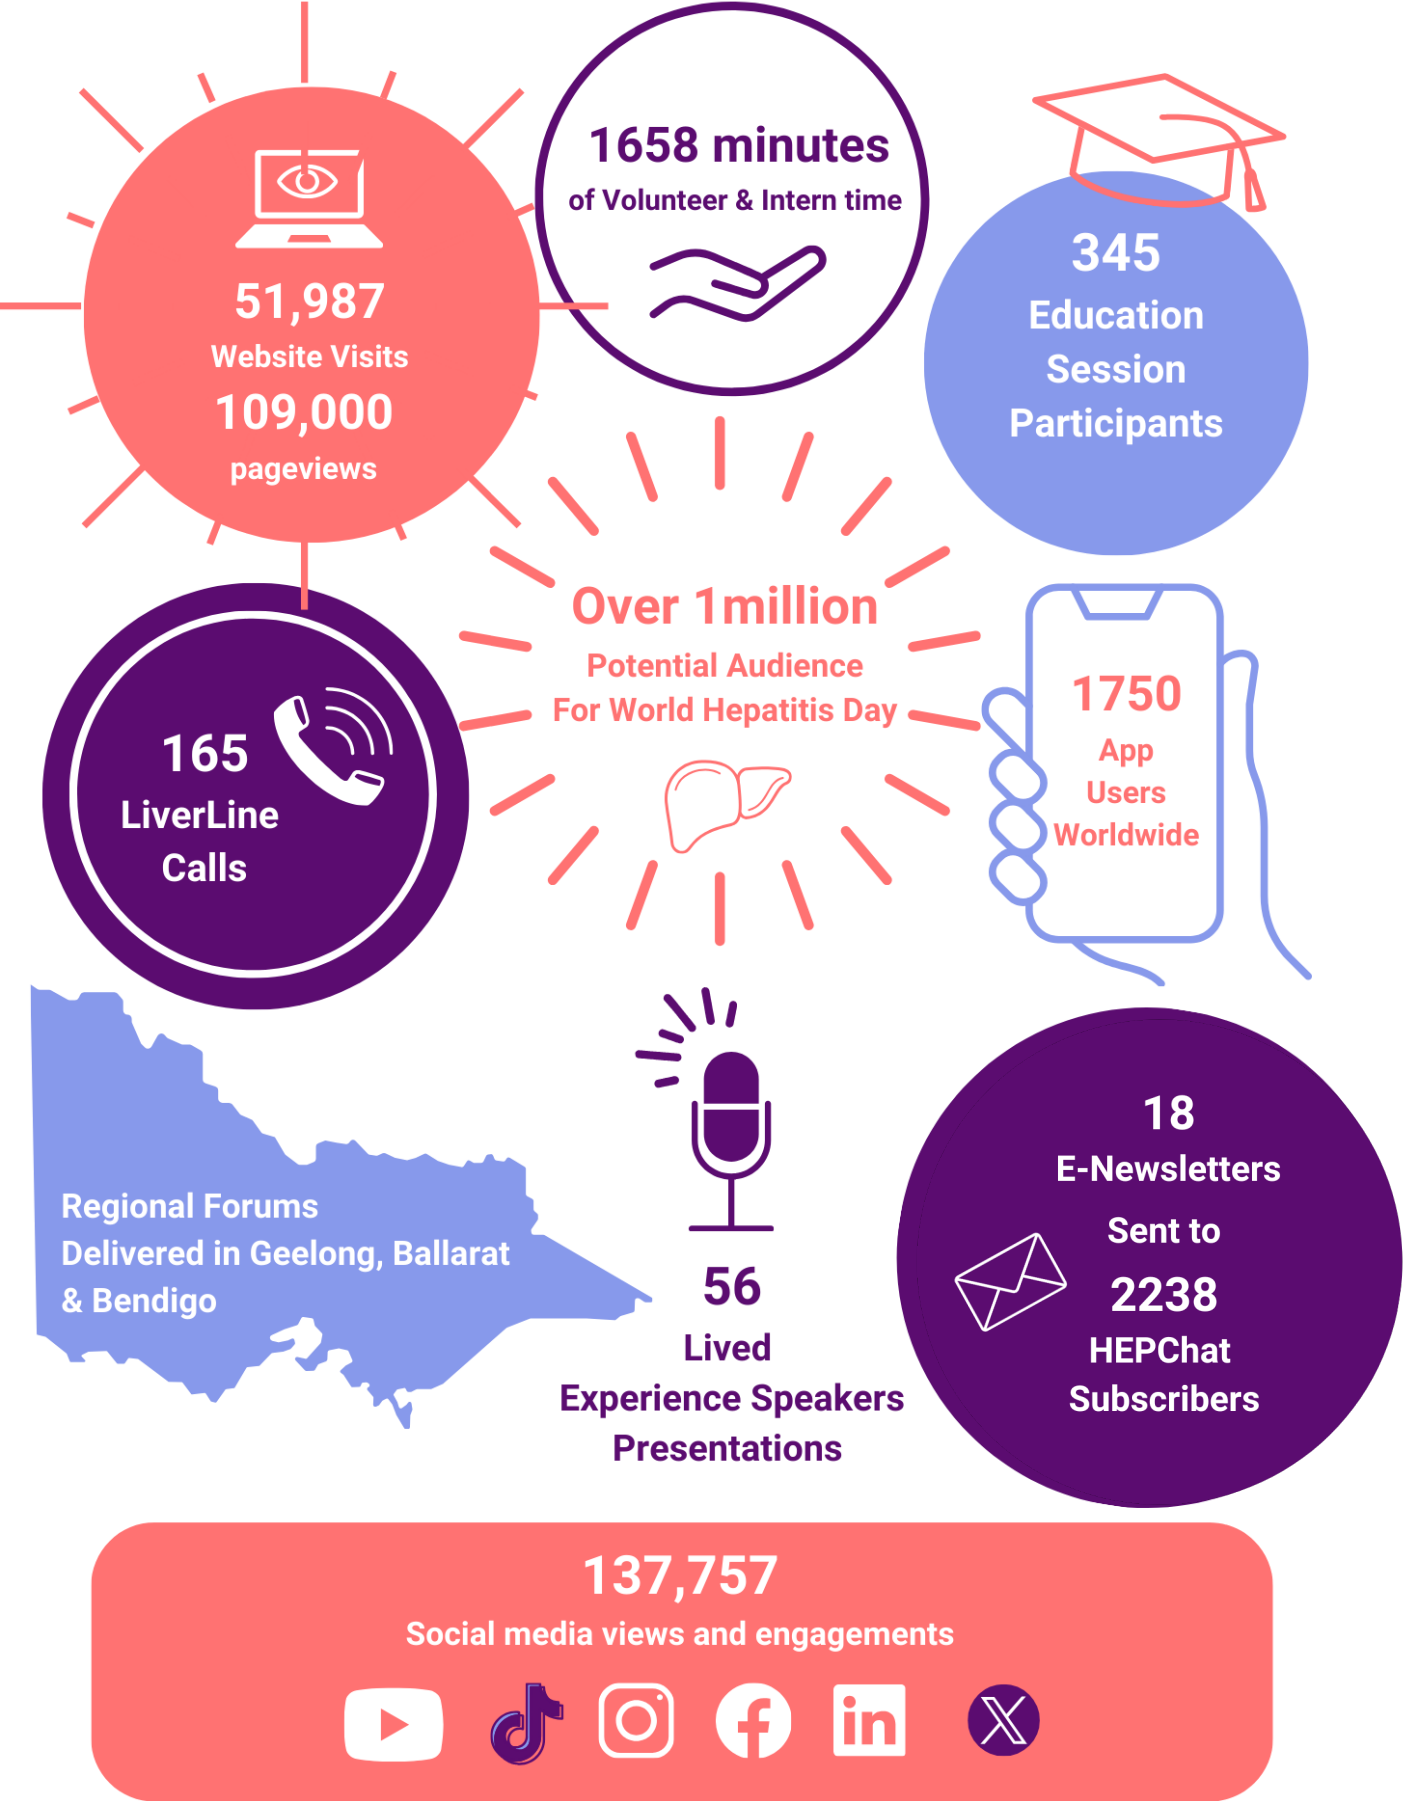 1658 minutes
of Volunteer & Intern time
51,987
Website Visits
109,000
pageviews
345
Education
Session
Participants
Over 1million
Potential Audience
For World Hepatitis Day
165
LiverLine
Calls
1750
App
Users
Worldwide
Regional Forums
Delivered in Geelong, Ballarat
& Bendigo
56
Lived
Experience Speakers
Presentations
18
E-Newsletters
Sent to
2238
HEPChat
Subscribers
137,757
Social media views and engagements
in